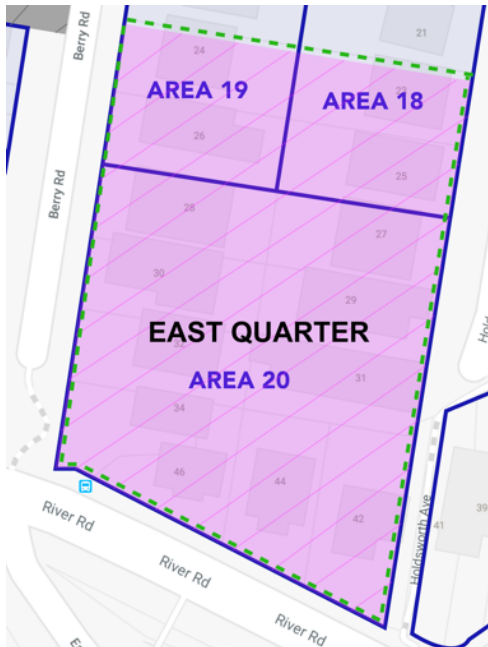 Berry Rd
21
24
AREA 19
AREA 18
26
25
Berry Rd
28
27
30
29
EAST QUARTER
AREA 20
31
34
46
44
42
39
41
Holdsworth Ave
River Rd
River Rd
River Rd